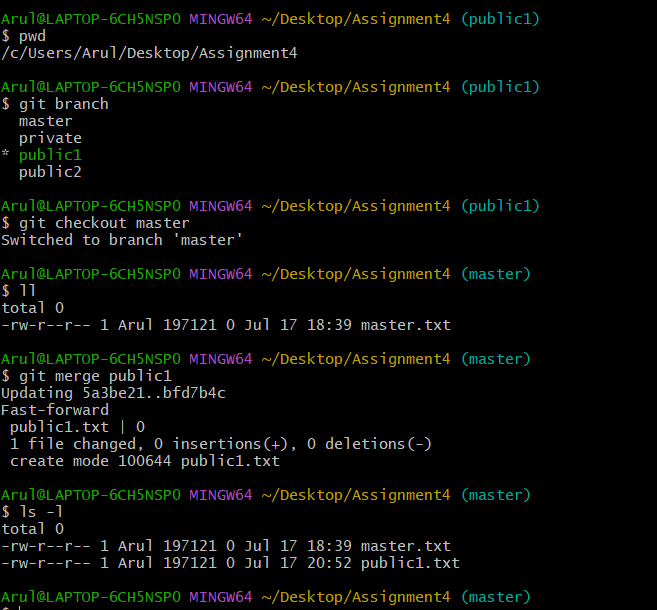 Arul@LAPTOP-6CH5NSP0 MINGW64 ~/Desktop/Assignment4 (public1)
$ pwd
/c/Users/Arul/Desktop/Assignment4
Arul@LAPTOP-6CH5NSP0 MINGW64 ~/Desktop/Assignment4 (public1)
$ git branch
  master
  private
* public1
  public2
Arul@LAPTOP-6CH5NSP0 MINGW64 ~/Desktop/Assignment4 (public1)
$ git checkout master
Switched to branch 'master'
Arul@LAPTOP-6CH5NSP0 MINGW64 ~/Desktop/Assignment4 (master)
$ ll
total 0
-rw-r--r-- 1 Arul 197121 0 Jul 17 18:39 master.txt
Arul@LAPTOP-6CH5NSP0 MINGW64 ~/Desktop/Assignment4 (master)
$ git merge public1
Updating 5a3be21..bfd7b4c
Fast-forward
 public1.txt | 0
 1 file changed, 0 insertions(+), 0 deletions(-)
 create mode 100644 public1.txt
Arul@LAPTOP-6CH5NSP0 MINGW64 ~/Desktop/Assignment4 (master)
$ ls -l
total 0
-rw-r--r-- 1 Arul 197121 0 Jul 17 18:39 master.txt
-rw-r--r-- 1 Arul 197121 0 Jul 17 20:52 public1.txt
Arul@LAPTOP-6CH5NSP0 MINGW64 ~/Desktop/Assignment4 (master)
$